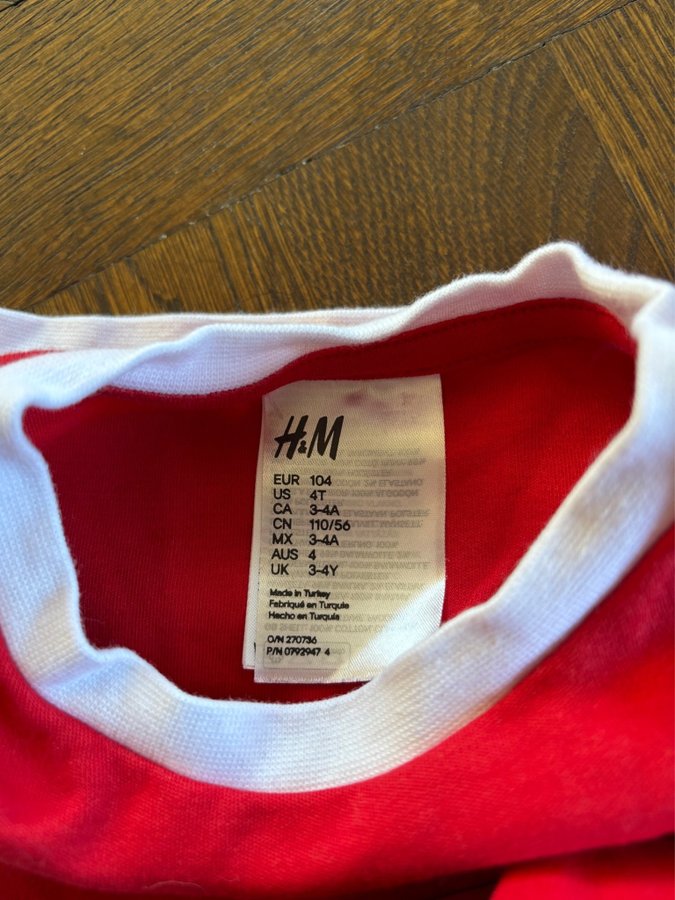 H&M
EUR 104
US 4T
CA 3-4A
CN 110/56
MX 3-4A
AUS 4
UK 3-4Y
Made in Turkey
Fabriqué en Turquie
Hecho en Turquía
O/N 270736
P/N 0792947 4